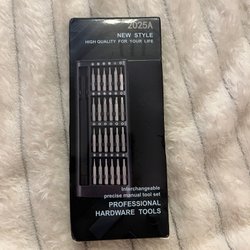 2025A
NEW STYLE
HIGH QUALITY FOR YOUR LIFE
Interchangeable
precise manual tool set
PROFESSIONAL
HARDWARE TOOLS